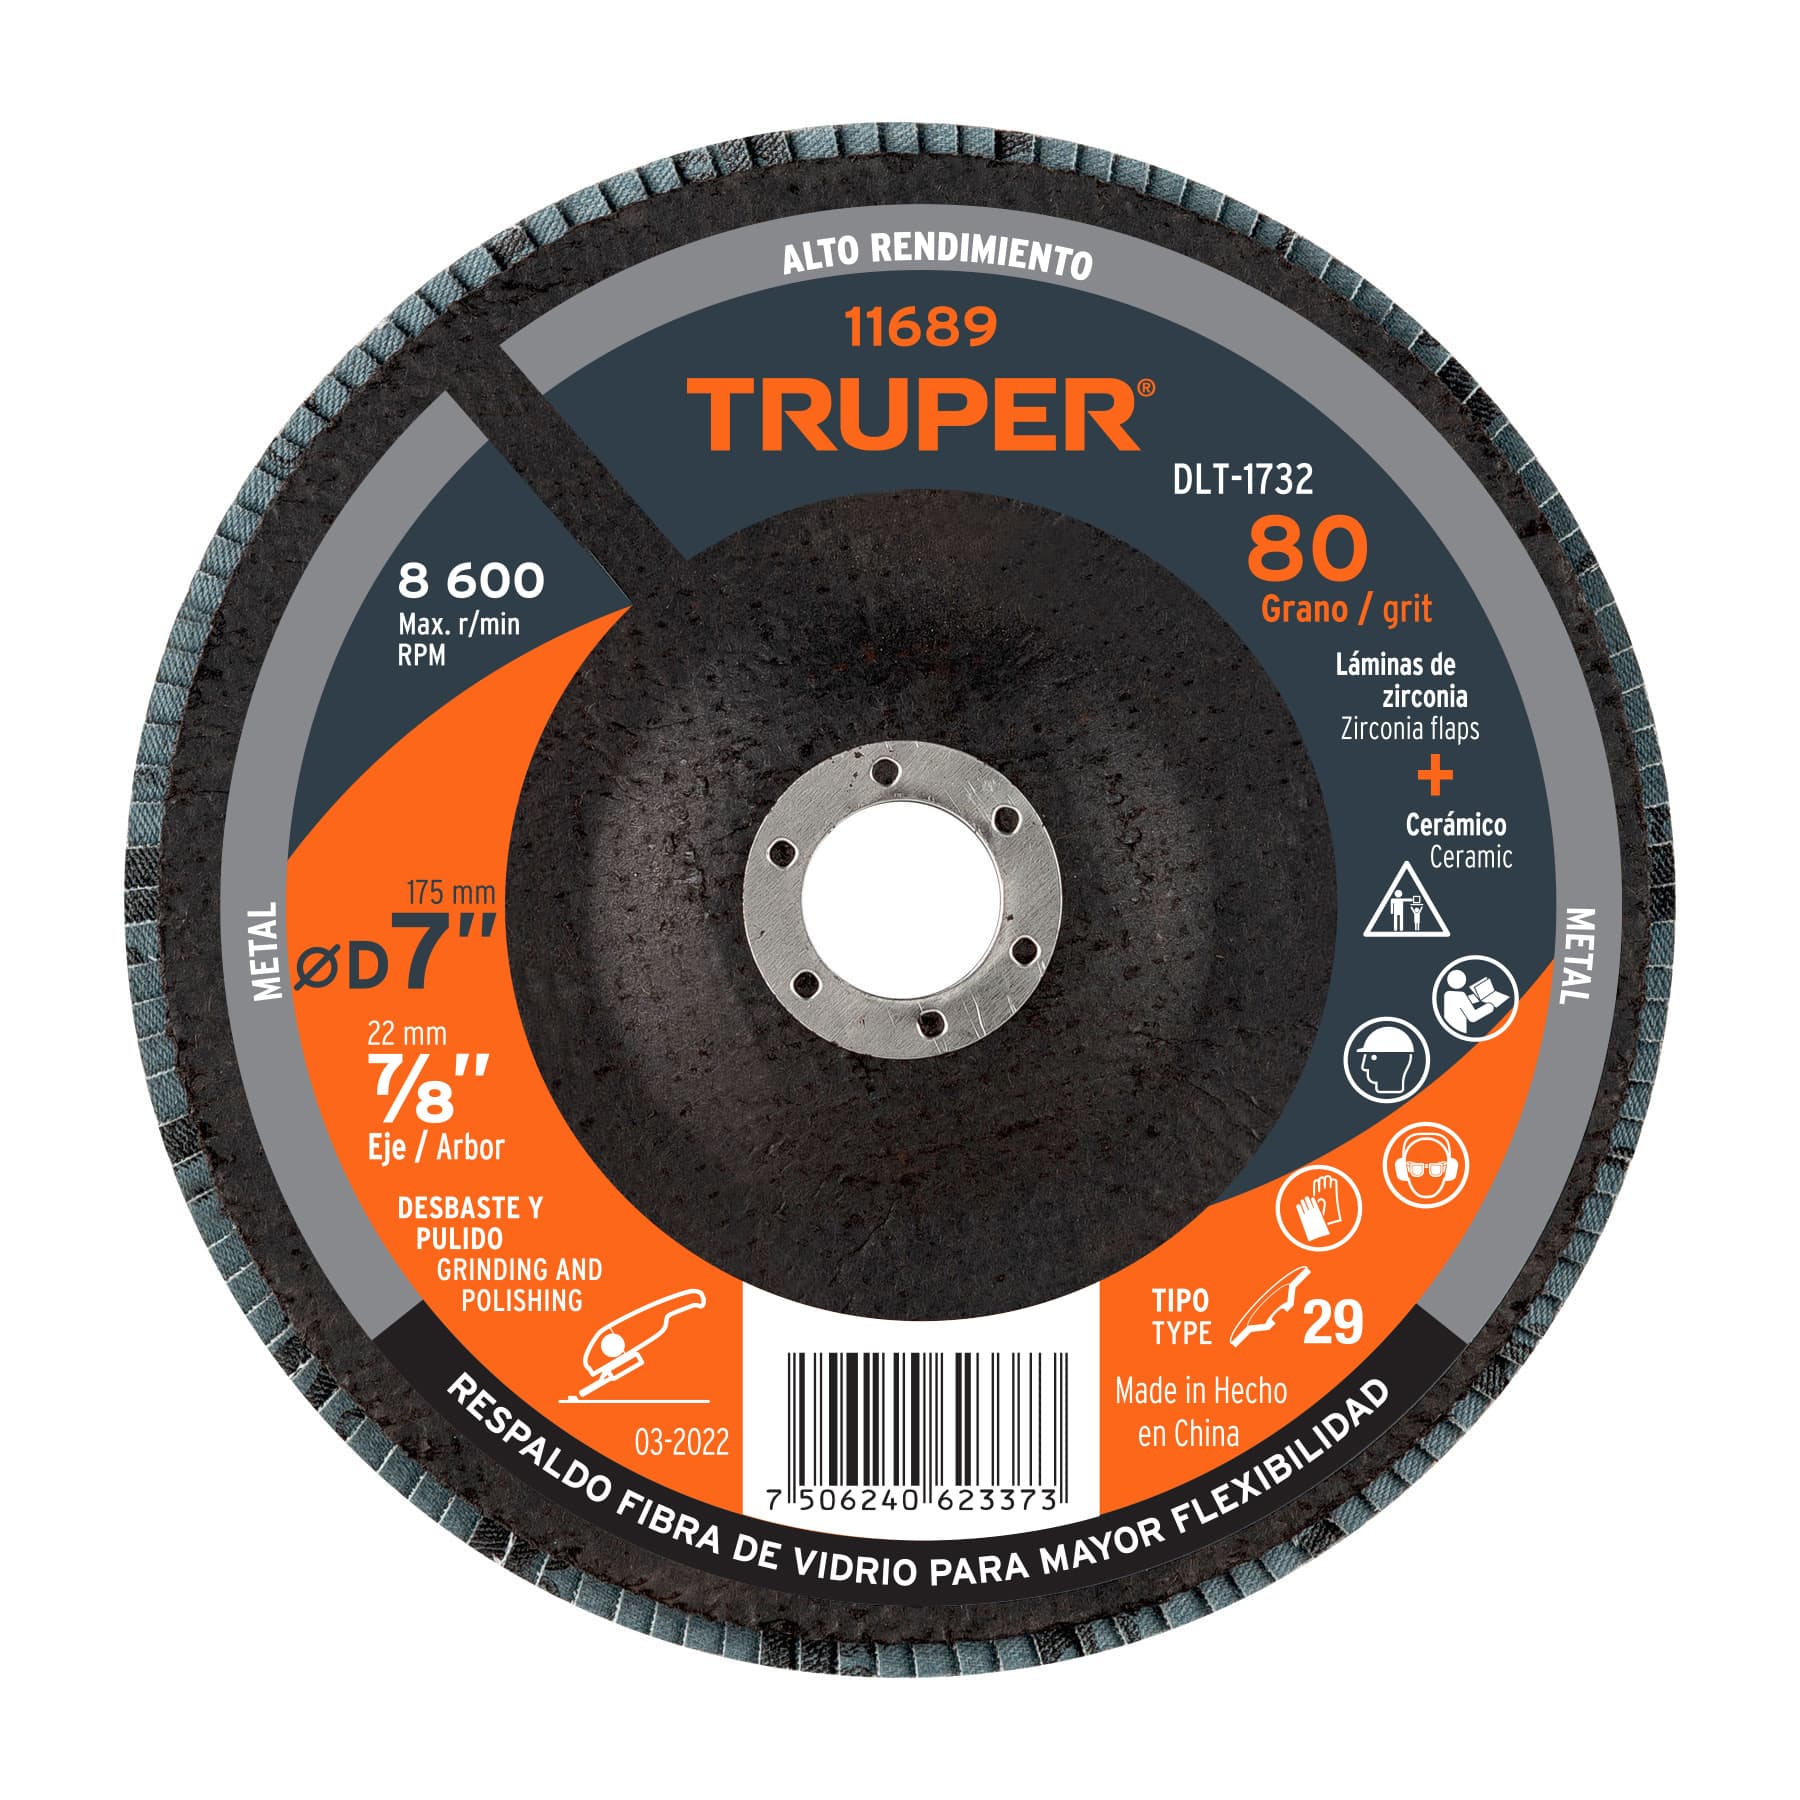 ALTO RENDIMIENTO
11689
TRUPER®
DLT-1732
80
Grano / grit
Láminas de
zirconia
Zirconia flaps
+
Cerámico
Ceramic
8 600
Max. r/min
RPM
METAL
METAL
175 mm
⌀D 7"
22 mm
7/8"
Eje / Arbor
DESBASTE Y
PULIDO
GRINDING AND
POLISHING
03-2022
7 506240 623373
TIPO
TYPE
29
Made in Hecho
en China
RESPALDO FIBRA DE VIDRIO PARA MAYOR FLEXIBILIDAD